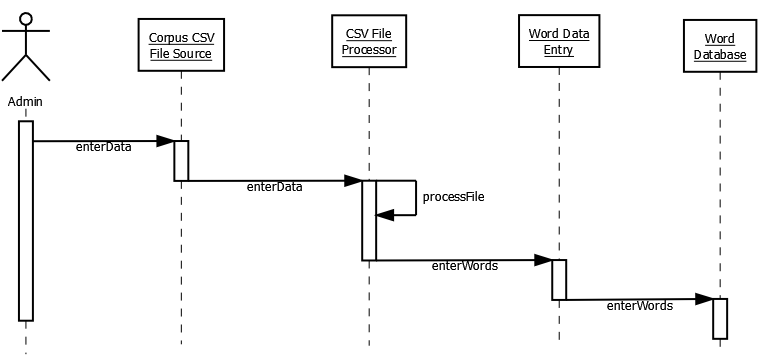 Corpus CSV
File Source
CSV File
Processor
Word Data
Entry
Word
Database
Admin
enterData
enterData
processFile
enterWords
enterWords